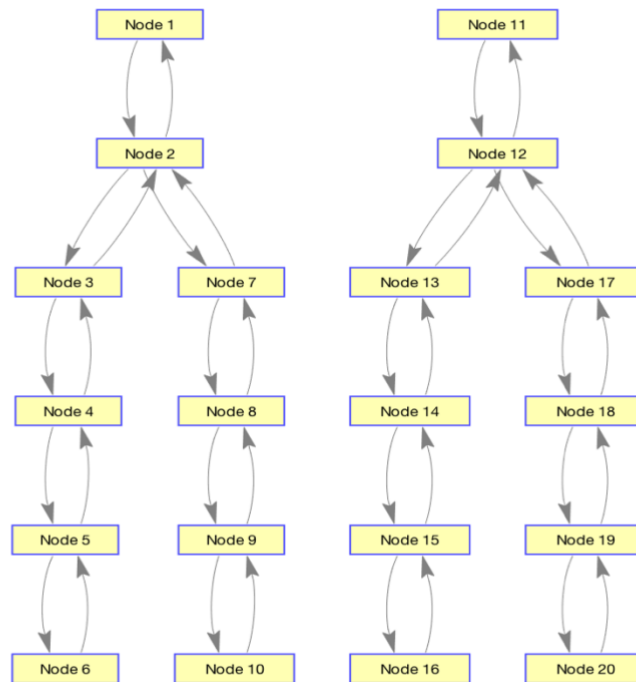 Node 1
Node 11
Node 2
Node 12
Node 3
Node 7
Node 13
Node 17
Node 4
Node 8
Node 14
Node 18
Node 5
Node 9
Node 15
Node 19
Node 6
Node 10
Node 16
Node 20